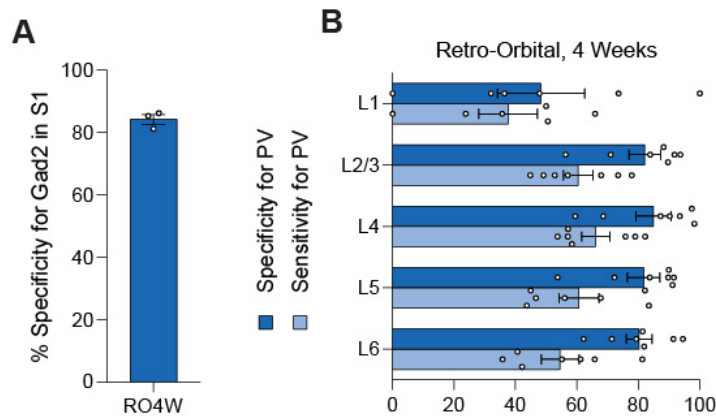 A
% Specificity for Gad2 in S1
100
80
60
40
20
0
RO4W
Specificity for PV
Sensitivity for PV
B
Retro-Orbital, 4 Weeks
L1
L2/3
L4
L5
L6
0 20 40 60 80 100